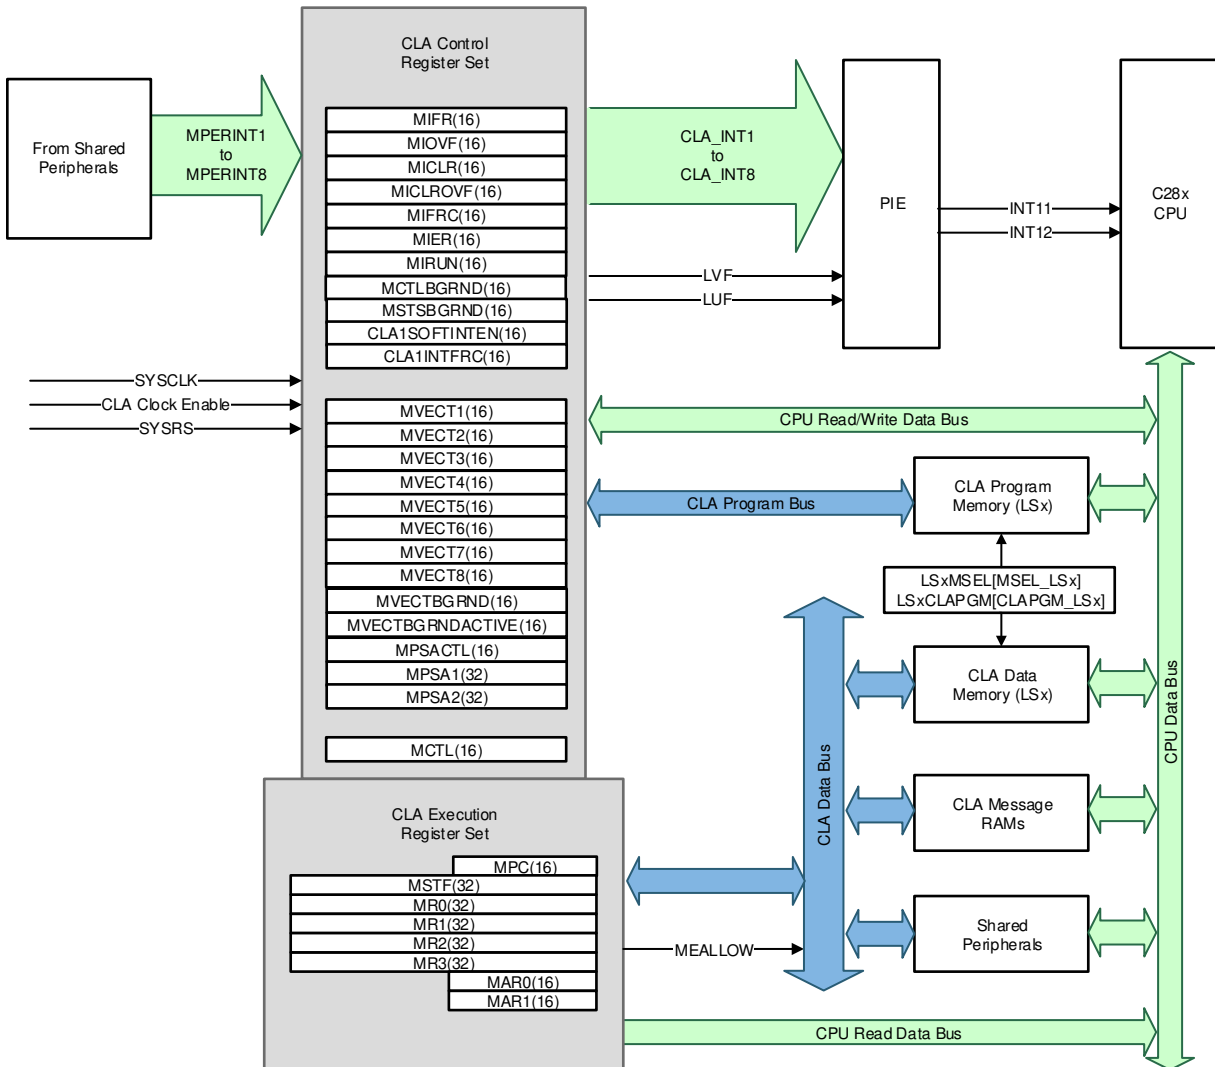 CLA Control
Register Set
From Shared
Peripherals
MPERINT1
to
MPERINT8
MIFR(16)
MIOVF(16)
MICLR(16)
MICLROVF(16)
MIFRC(16)
MIER(16)
MIRUN(16)
MCTLBGRND(16)
MSTSBGRND(16)
CLA1SOFTINTEN(16)
CLA1INTFRC(16)
CLA_INT1
to
CLA_INT8
LVF
LUF
PIE
INT11
INT12
C28x
CPU
SYSCLK
CLA Clock Enable
SYSRS
MVECT1(16)
MVECT2(16)
MVECT3(16)
MVECT4(16)
MVECT5(16)
MVECT6(16)
MVECT7(16)
MVECT8(16)
MVECTBGRND(16)
MVECTBGRNDACTIVE(16)
MPSACTL(16)
MPSA1(32)
MPSA2(32)
MCTL(16)
CPU Read/Write Data Bus
CLA Program Bus
CLA Program
Memory (LSx)
LSxMSEL[MSEL_LSx]
LSxCLAPGM[CLAPGM_LSx]
CLA Data
Memory (LSx)
CLA Data Bus
CPU Data Bus
CLA Message
RAMs
Shared
Peripherals
CLA Execution
Register Set
MPC(16)
MSTF(32)
MR0(32)
MR1(32)
MR2(32)
MR3(32)
MAR0(16)
MAR1(16)
MEALLOW
CPU Read Data Bus